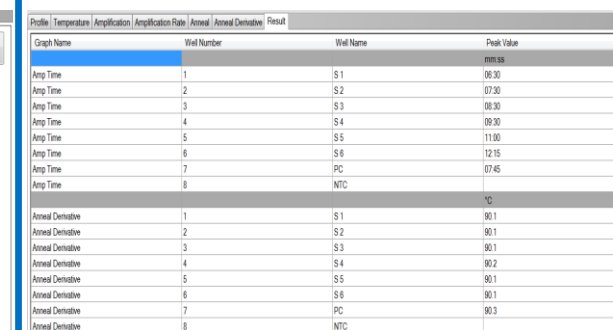 Profile Temperature Amplification Amplification Rate Anneal Anneal Derivative Result
Graph Name Well Number Well Name Peak Value
mm:ss
Amp Time 1 S 1 06:30
Amp Time 2 S 2 07:30
Amp Time 3 S 3 08:30
Amp Time 4 S 4 09:30
Amp Time 5 S 5 11:00
Amp Time 6 S 6 12:15
Amp Time 7 PC 07:45
Amp Time 8 NTC
°C
Anneal Derivative 1 S 1 90.1
Anneal Derivative 2 S 2 90.1
Anneal Derivative 3 S 3 90.1
Anneal Derivative 4 S 4 90.2
Anneal Derivative 5 S 5 90.1
Anneal Derivative 6 S 6 90.1
Anneal Derivative 7 PC 90.3
Anneal Derivative 8 NTC